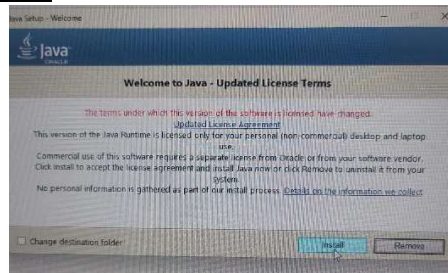 Java Setup - Welcome
Java
ORACLE
Welcome to Java - Updated License Terms
The terms under which this version of the software is licensed have changed.
Updated License Agreement
This version of the Java Runtime is licensed only for your personal (non-commercial) desktop and laptop
use.
Commercial use of this software requires a separate license from Oracle or from your software vendor.
Click Install to accept the license agreement and install Java now or click Remove to uninstall it from your
system.
No personal information is gathered as part of our install process. Details on the information we collect
Change destination folder
Install
Remove